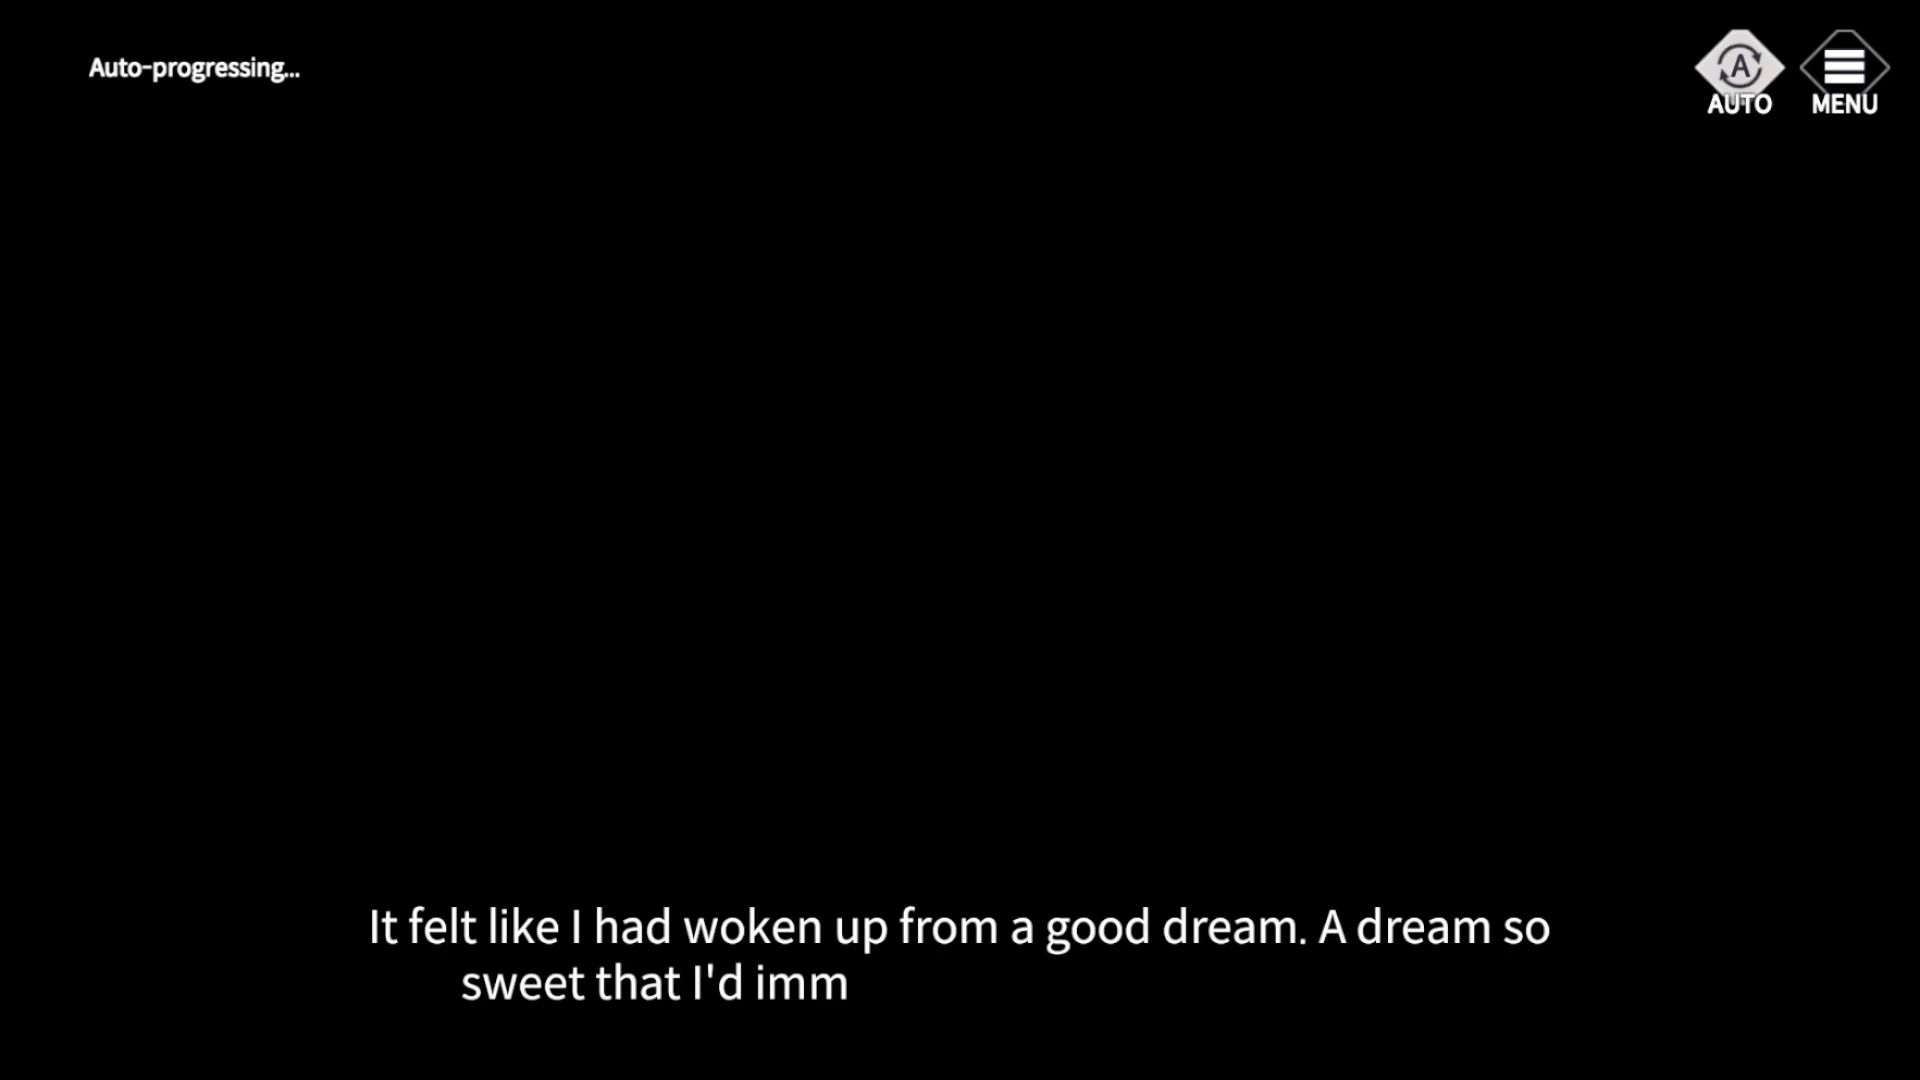 Auto-progressing...
A
AUTO
MENU
It felt like I had woken up from a good dream. A dream so
sweet that I'd imm